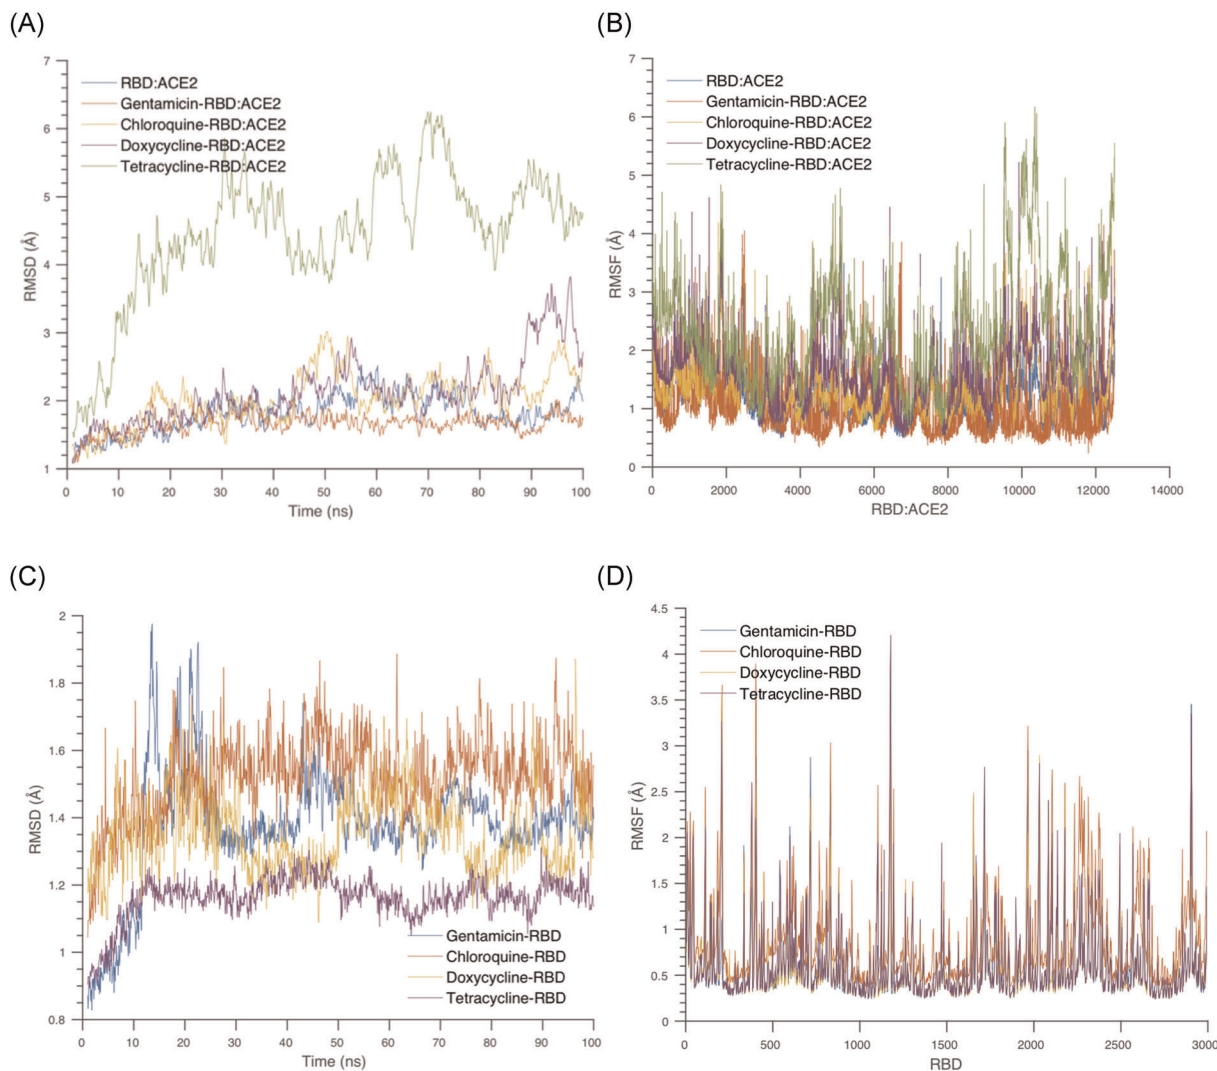 (A)
7
6
5
4
3
2
1
RMSD (Å)
RBD:ACE2
Gentamicin-RBD:ACE2
Chloroquine-RBD:ACE2
Doxycycline-RBD:ACE2
Tetracycline-RBD:ACE2
0 10 20 30 40 50 60 70 80 90 100
Time (ns)
(B)
7
6
5
4
3
2
1
0
RMSF (Å)
RBD:ACE2
Gentamicin-RBD:ACE2
Chloroquine-RBD:ACE2
Doxycycline-RBD:ACE2
Tetracycline-RBD:ACE2
0 2000 4000 6000 8000 10000 12000 14000
RBD:ACE2
(C)
2
1.8
1.6
1.4
1.2
1
0.8
RMSD (Å)
Gentamicin-RBD
Chloroquine-RBD
Doxycycline-RBD
Tetracycline-RBD
0 10 20 30 40 50 60 70 80 90 100
Time (ns)
(D)
4.5
4
3.5
3
2.5
2
1.5
1
0.5
0
RMSF (Å)
Gentamicin-RBD
Chloroquine-RBD
Doxycycline-RBD
Tetracycline-RBD
0 500 1000 1500 2000 2500 3000
RBD